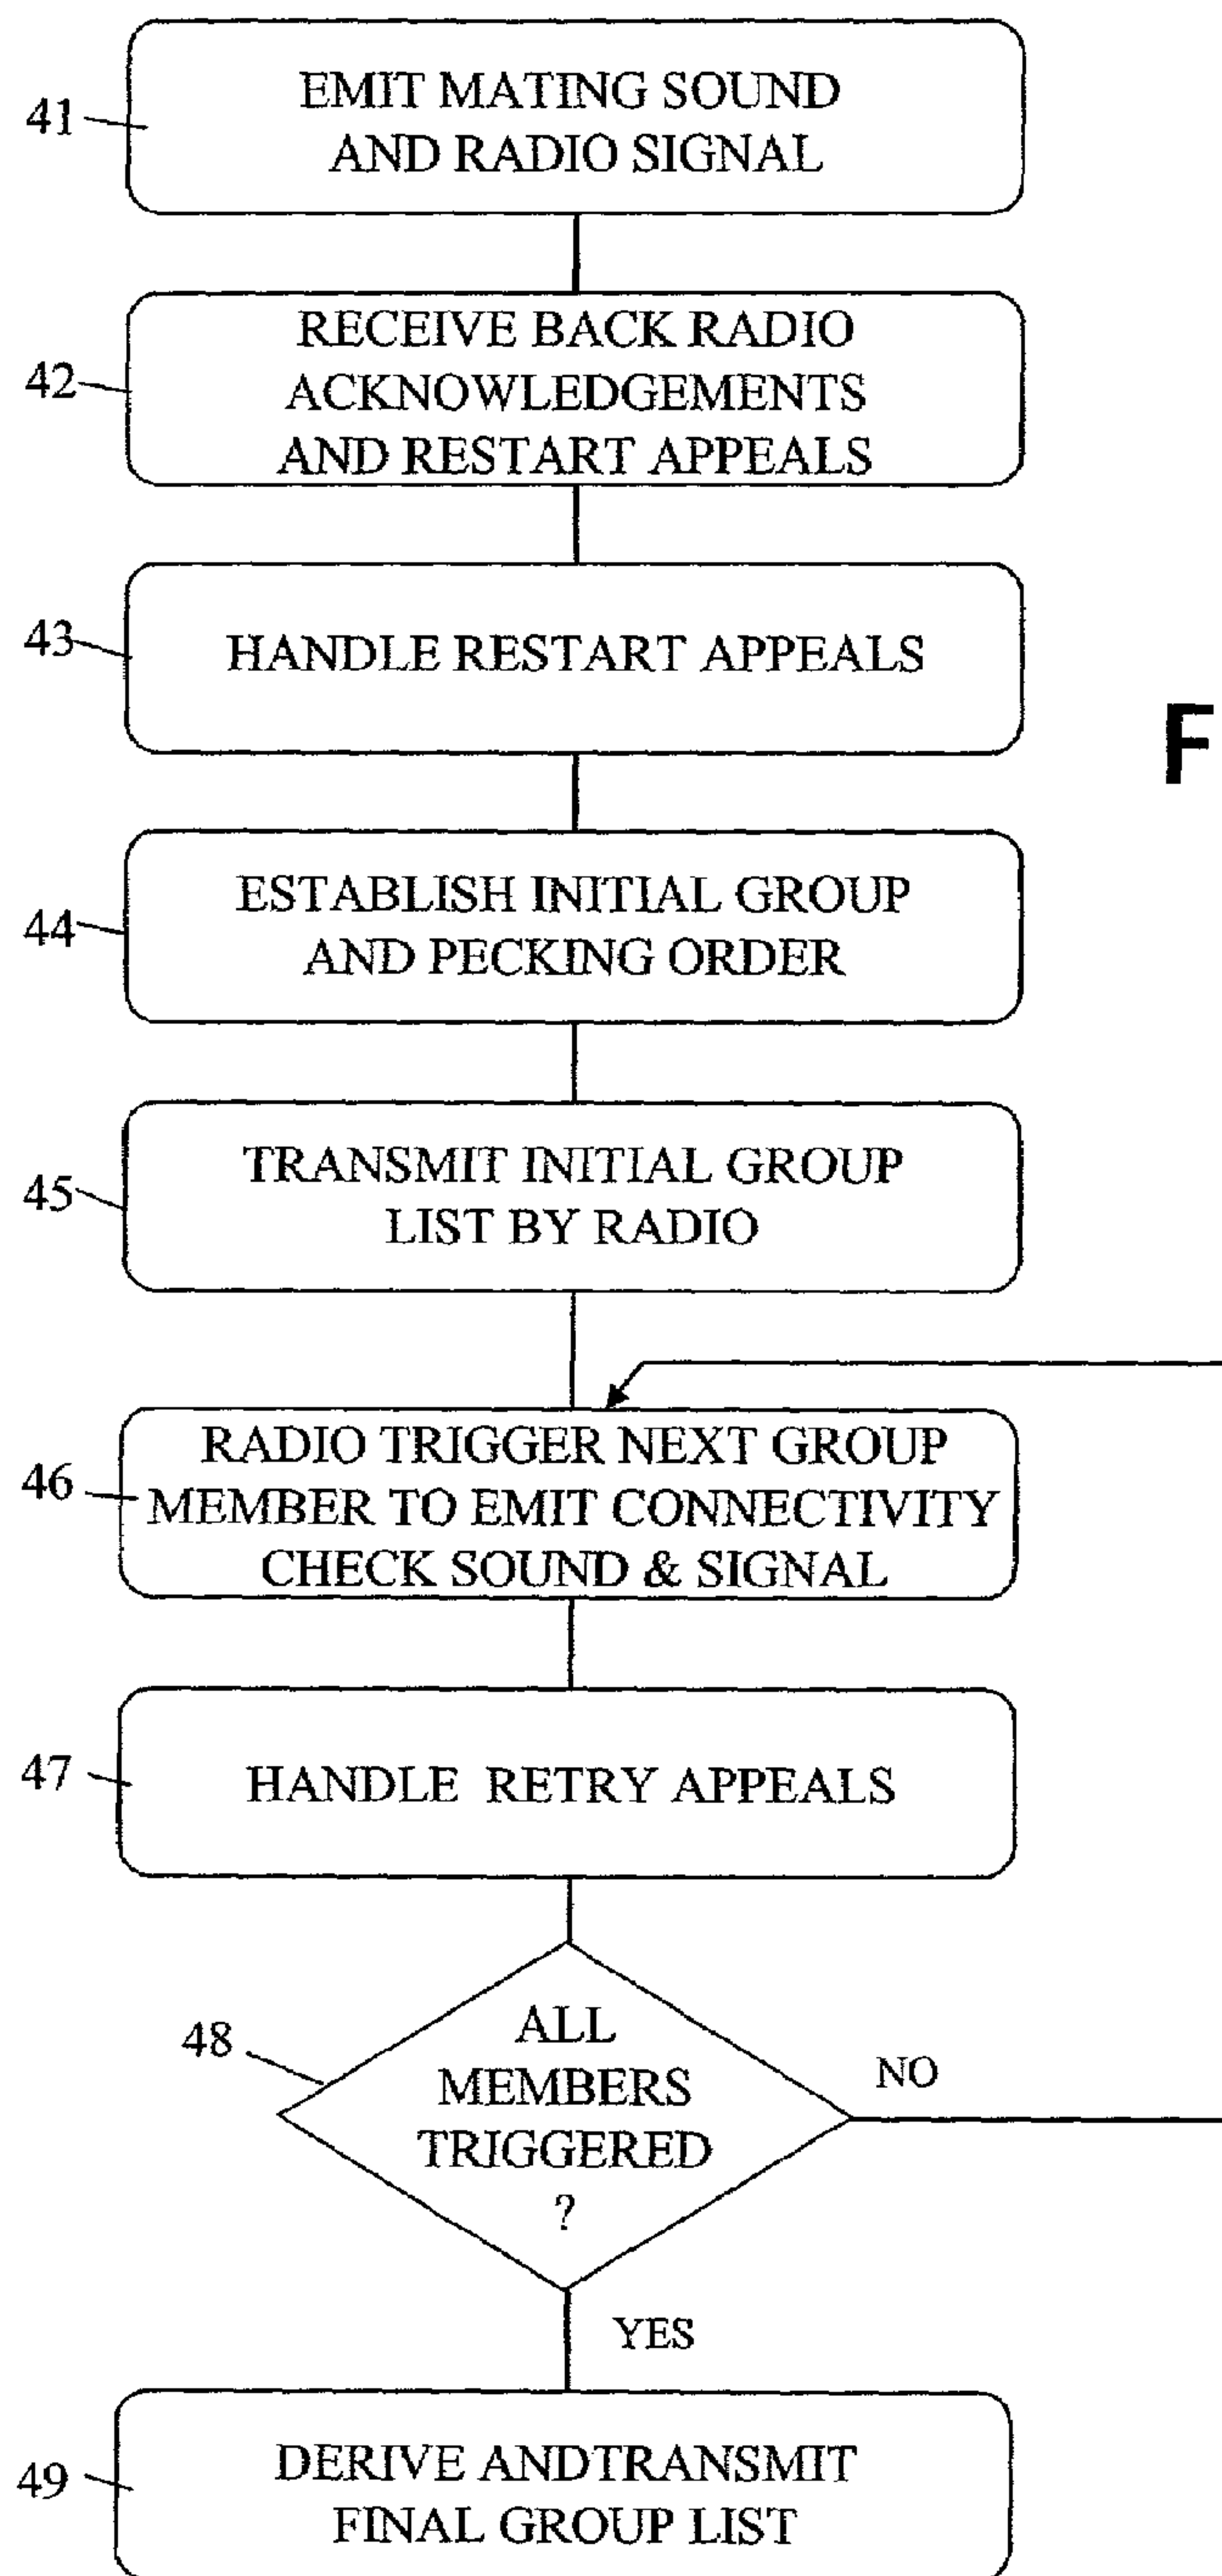 41
EMIT MATING SOUND
AND RADIO SIGNAL
42
RECEIVE BACK RADIO
ACKNOWLEDGEMENTS
AND RESTART APPEALS
43
HANDLE RESTART APPEALS
F
44
ESTABLISH INITIAL GROUP
AND PECKING ORDER
45
TRANSMIT INITIAL GROUP
LIST BY RADIO
46
RADIO TRIGGER NEXT GROUP
MEMBER TO EMIT CONNECTIVITY
CHECK SOUND & SIGNAL
47
HANDLE RETRY APPEALS
48
ALL
MEMBERS
TRIGGERED
?
NO
YES
49
DERIVE ANDTRANSMIT
FINAL GROUP LIST